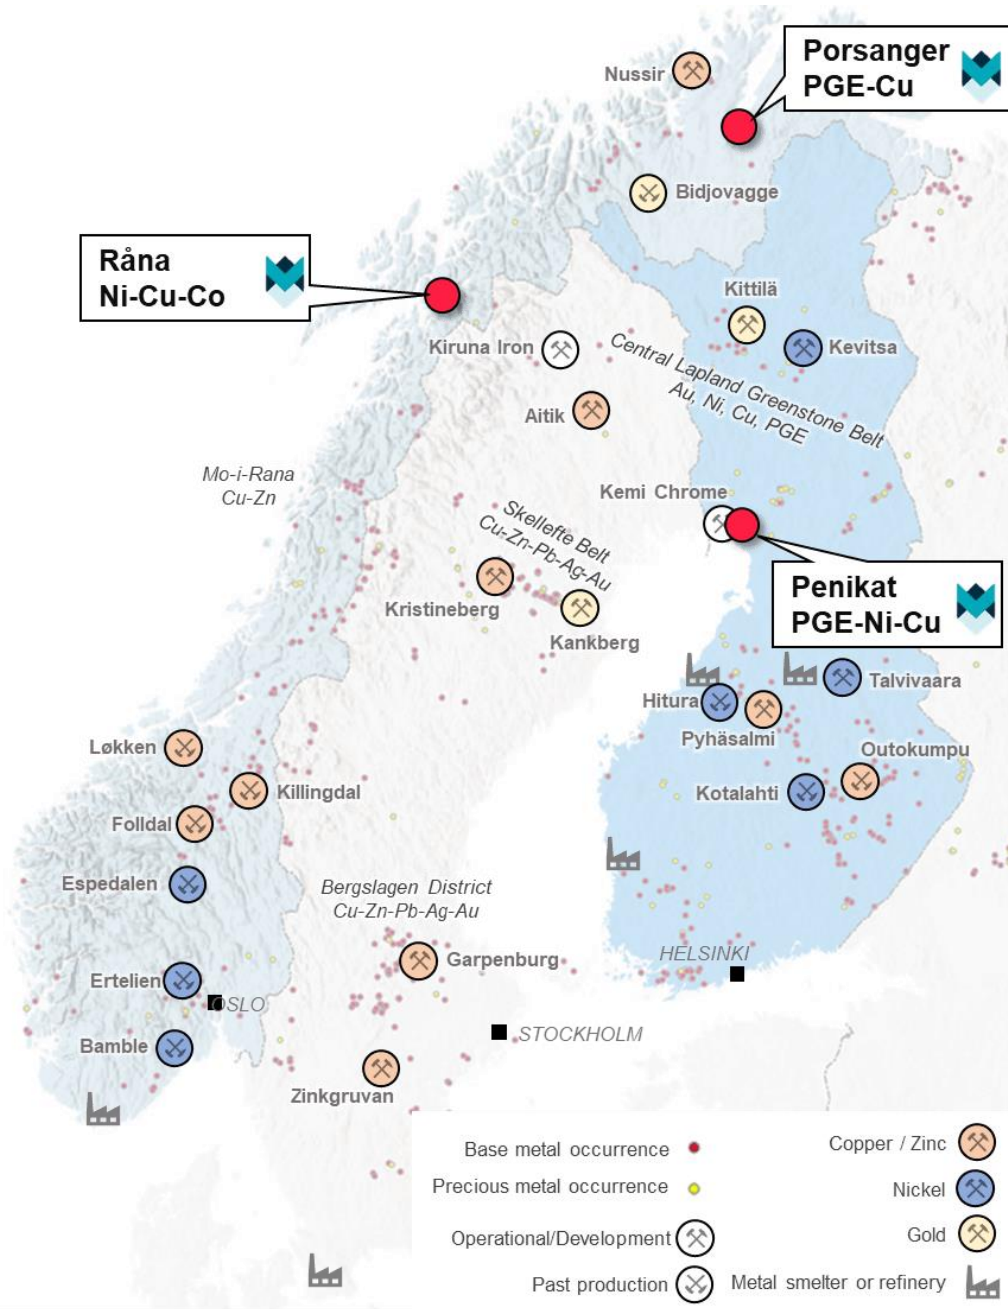 Porsanger
PGE-Cu
Nussir
Bidjovagge
Råna
Ni-Cu-Co
Kittilä
Kiruna Iron
Kevitsa
Central Lapland Greenstone Belt
Au, Ni, Cu, PGE
Aitik
Mo-i-Rana
Cu-Zn
Kemi Chrome
Skellefte Belt
Cu-Zn-Pb-Ag-Au
Kristineberg
Kankberg
Penikat
PGE-Ni-Cu
Talvivaara
Hitura
Pyhäsalmi
Outokumpu
Løkken
Killingdal
Kotalahti
Folldal
Espedalen
Bergslagen District
Cu-Zn-Pb-Ag-Au
Garpenburg
HELSINKI
Ertelien
OSLO
STOCKHOLM
Bamble
Zinkgruvan
Base metal occurrence
Copper / Zinc
Precious metal occurrence
Nickel
Operational/Development
Gold
Past production
Metal smelter or refinery